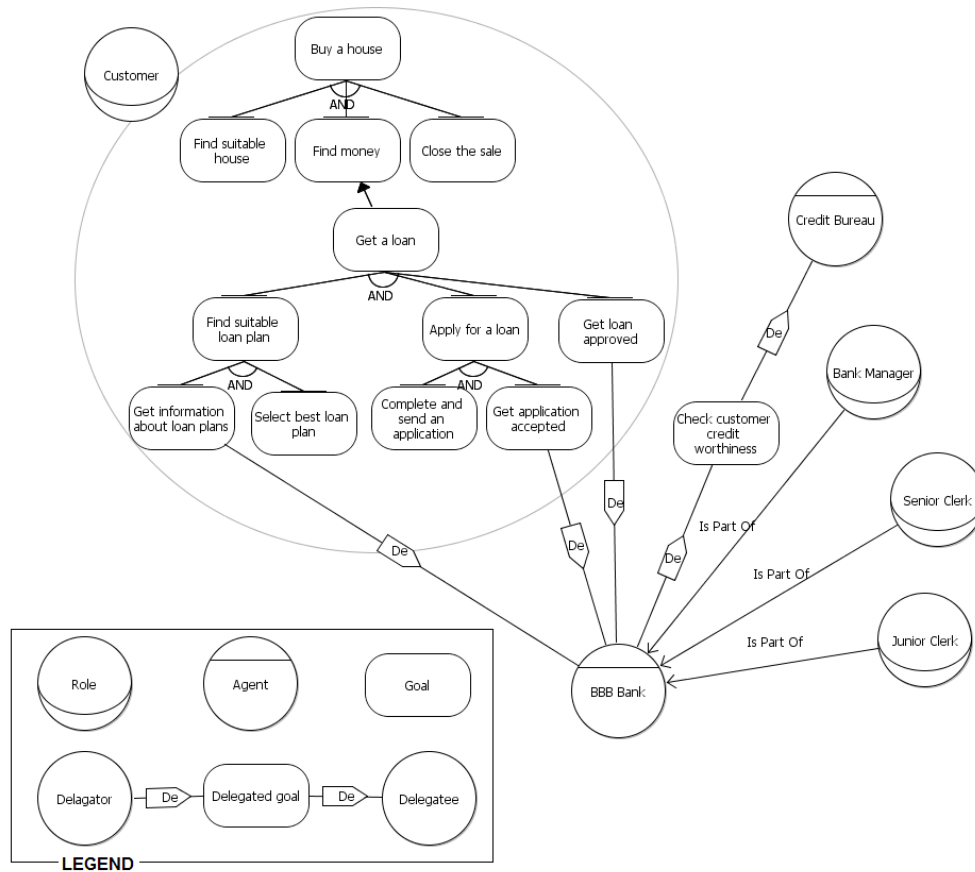 Buy a house
Customer
AND
Find suitable
house
Find money
Close the sale
Get a loan
Credit Bureau
AND
Find suitable
loan plan
Apply for a loan
Get loan
approved
De
Bank Manager
AND
AND
Get information
about loan plans
Select best loan
plan
Complete and
send an
application
Get application
accepted
Check customer
credit
worthiness
De
Senior Clerk
Is Part Of
De
De
De
Is Part Of
Is Part Of
Junior Clerk
BBB Bank
Role
Agent
Goal
Delagator
De
Delegated goal
De
Delegatee
LEGEND